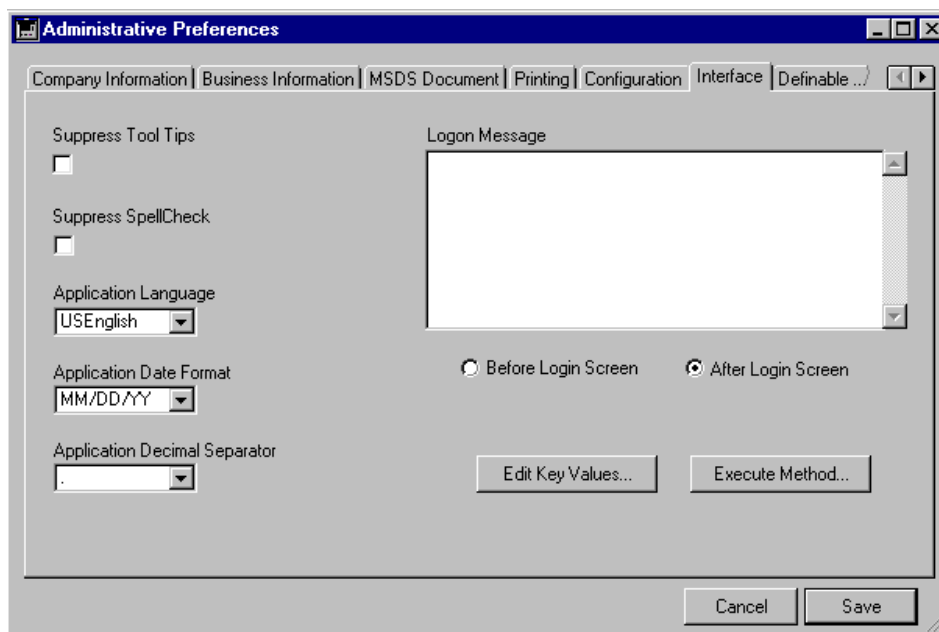 Administrative Preferences
Company Information Business Information MSDS Document Printing Configuration Interface Definable .../
Suppress Tool Tips
Logon Message
Suppress SpellCheck
Application Language
USEnglish
Application Date Format
MM/DD/YY
Before Login Screen After Login Screen
Application Decimal Separator
.
Edit Key Values... Execute Method...
Cancel Save